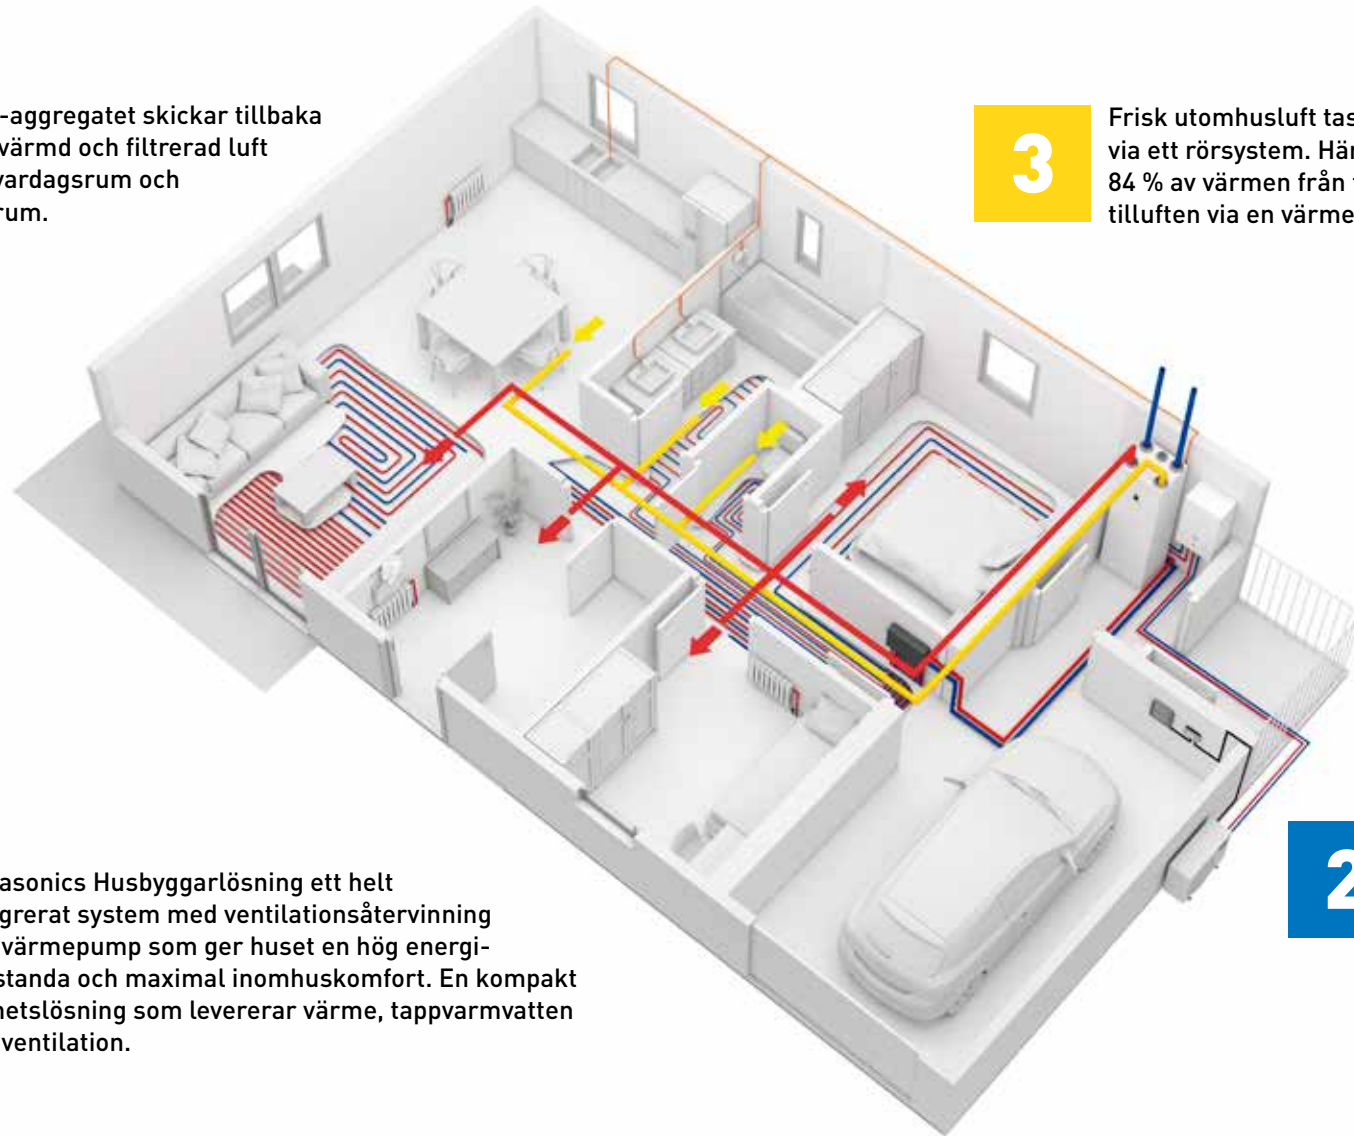 -aggregatet skickar tillbaka
värmd och filtrerad luft
vardagsrum och
rum.
3
Frisk utomhusluft tas
via ett rörsystem. Här
84 % av värmen från
tilluften via en värme
2
asonics Husbyggarlösning ett helt
grerat system med ventilationsåtervinning
värmepump som ger huset en hög energi-
standa och maximal inomhuskomfort. En kompakt
hetslösning som levererar värme, tappvarmvatten
ventilation.